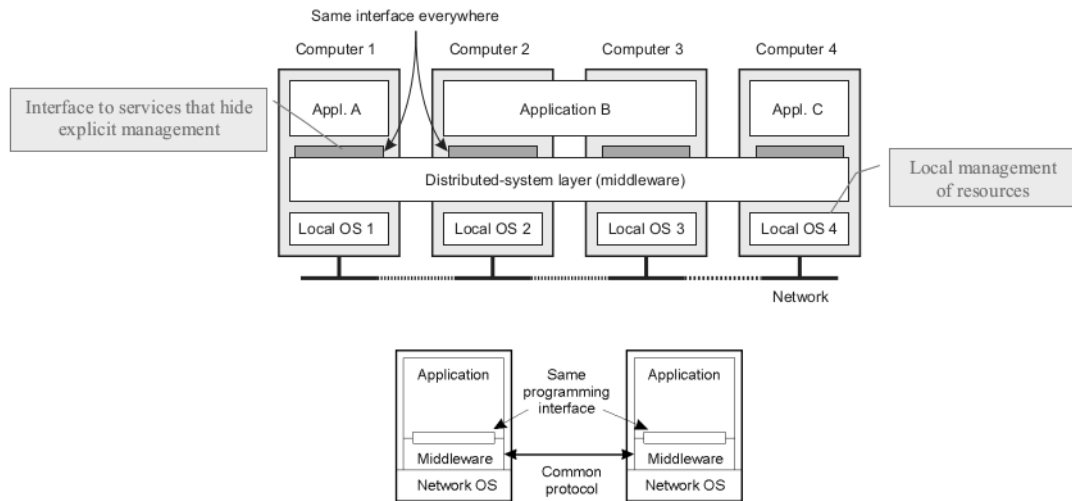 Same interface everywhere
Computer 1
Computer 2
Computer 3
Computer 4
Interface to services that hide
explicit management
Appl. A
Application B
Appl. C
Distributed-system layer (middleware)
Local management
of resources
Local OS 1
Local OS 2
Local OS 3
Local OS 4
Network
Application
Same
programming
interface
Application
Middleware
Common
protocol
Middleware
Network OS
Network OS